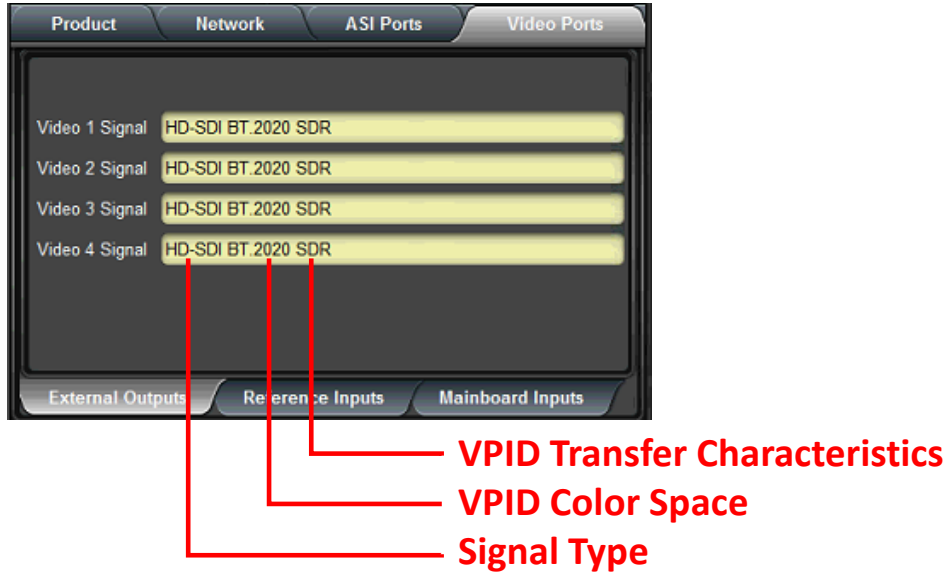 Product Network ASI Ports Video Ports
Video 1 Signal HD-SDI BT.2020 SDR
Video 2 Signal HD-SDI BT.2020 SDR
Video 3 Signal HD-SDI BT.2020 SDR
Video 4 Signal HD-SDI BT.2020 SDR
External Outputs Reference Inputs Mainboard Inputs
VPID Transfer Characteristics
VPID Color Space
Signal Type